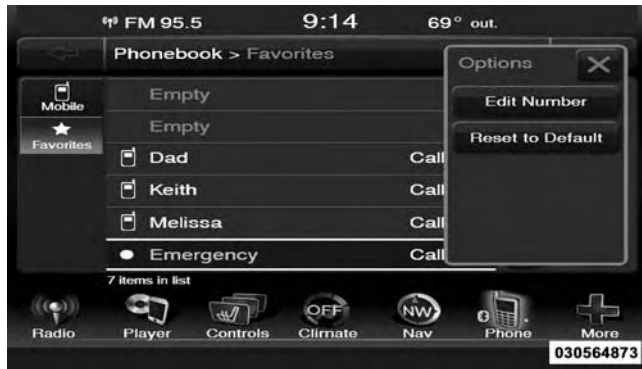 FM 95.5 9:14 69° out.
Phonebook > Favorites
Options
Mobile
Favorites
Empty
Empty
Dad Call
Keith Call
Melissa Call
Emergency Call
Edit Number
Reset to Default
7 items in list
OFF
NW
Radio Player Controls Climate Nav Phone More
030564873